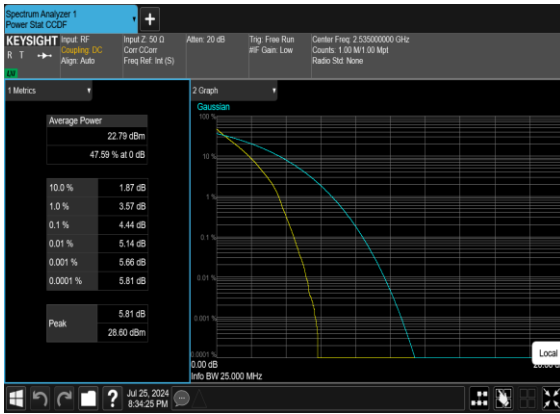 Spectrum Analyzer 1
Power Stat CCDF
+
KEYSIGHT
R T
LM
Input: RF
Coupling: DC
Align: Auto
Input Z: 50 Ω
Corr CCorr
Freq Ref: Int (S)
Atten: 20 dB
Trig: Free Run
#IF Gain: Low
Center Freq: 2.535000000 GHz
Counts: 1.00 M/1.00 Mpt
Radio Std: None
1 Metrics
Average Power
22.79 dBm
47.59 % at 0 dB
10.0 % 1.87 dB
1.0 % 3.57 dB
0.1 % 4.44 dB
0.01 % 5.14 dB
0.001 % 5.66 dB
0.0001 % 5.81 dB
Peak
5.81 dB
28.60 dBm
2 Graph
Gaussian
100 %
10 %
1 %
0.1 %
0.01 %
0.001 %
0.0001 %
0.00 dB
Info BW 25.000 MHz
Local
?
Jul 25, 2024
8:34:25 PM